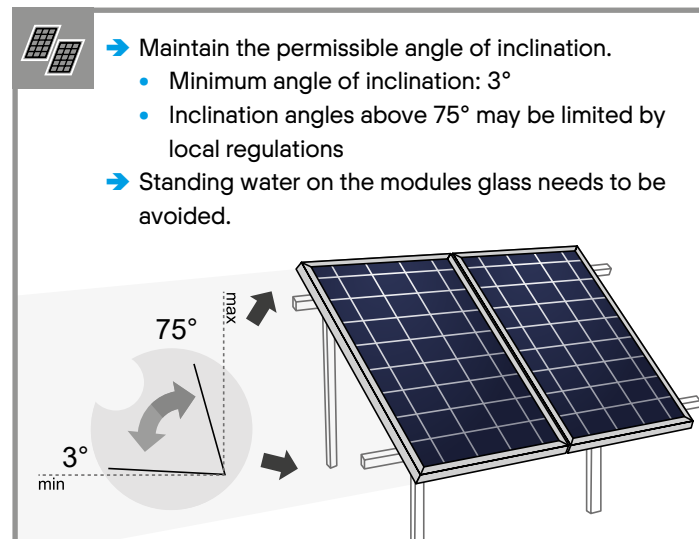 Maintain the permissible angle of inclination.
Minimum angle of inclination: 3°
Inclination angles above 75° may be limited by
local regulations
Standing water on the modules glass needs to be
avoided.
max
75°
3°
min